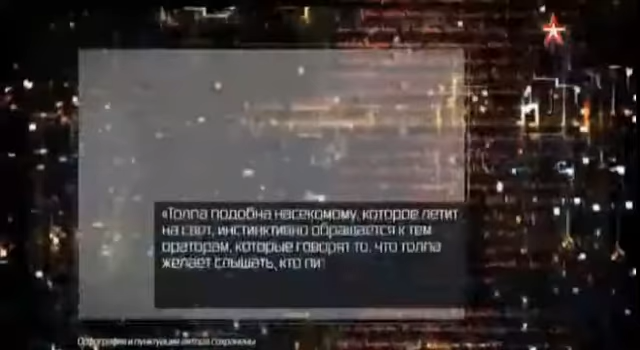 «Толпа подобна насекомому, которое летит
на свет, инстинктивно обращается к тем
ораторам, которые говорят то, что толпа
желает слышать, кто пи
Орфография и пунктуация автора сохранены